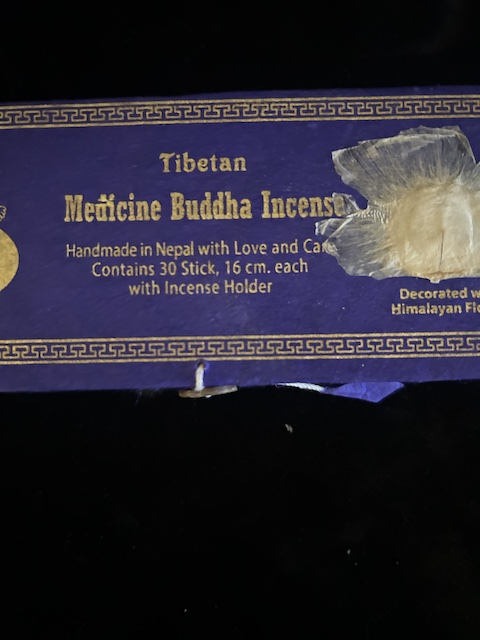 Tibetan
Medicine Buddha Incense
Handmade in Nepal with Love and Care
Contains 30 Stick, 16 cm. each
with Incense Holder
Decorated
Himalayan